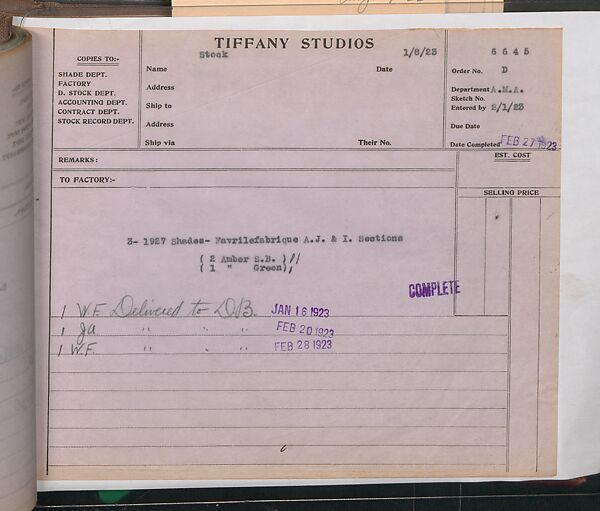 TIFFANY STUDIOS
COPIES TO:-
SHADE DEPT.
FACTORY
D. STOCK DEPT.
ACCOUNTING DEPT.
CONTRACT DEPT.
STOCK RECORD DEPT.
Stock 1/8/23
Name Date
Address
Ship to
Address
Ship via Their No.
6645
Order No. D
Department A.M.A.
Sketch No.
Entered by 2/1/23
Due Date
Date Completed FEB 27 1923
REMARKS:
EST. COST
TO FACTORY:-
SELLING PRICE
3- 1927 Shades- Favrilefabrique A.J. & I. Sections
( 2 Amber S.B. ) //
( 1 " Green) /
COMPLETE
1 W.F. Delivered to D.B. JAN 16 1923
1 JA " " " FEB 20 1923
1 W.F. " " " FEB 28 1923